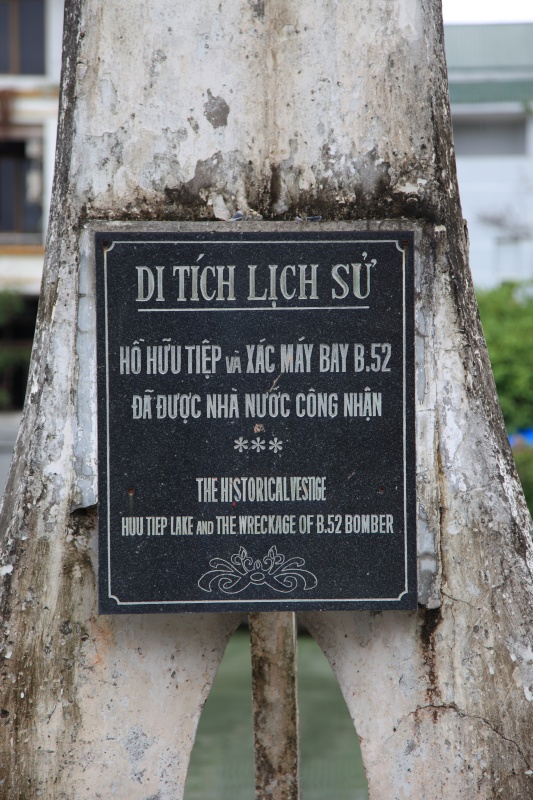 DI TÍCH LỊCH SỬ
HỒ HỮU TIỆP VÀ XÁC MÁY BAY B.52
ĐÃ ĐƯỢC NHÀ NƯỚC CÔNG NHẬN
***
THE HISTORICAL VESTIGE
HUU TIEP LAKE AND THE WRECKAGE OF B.52 BOMBER